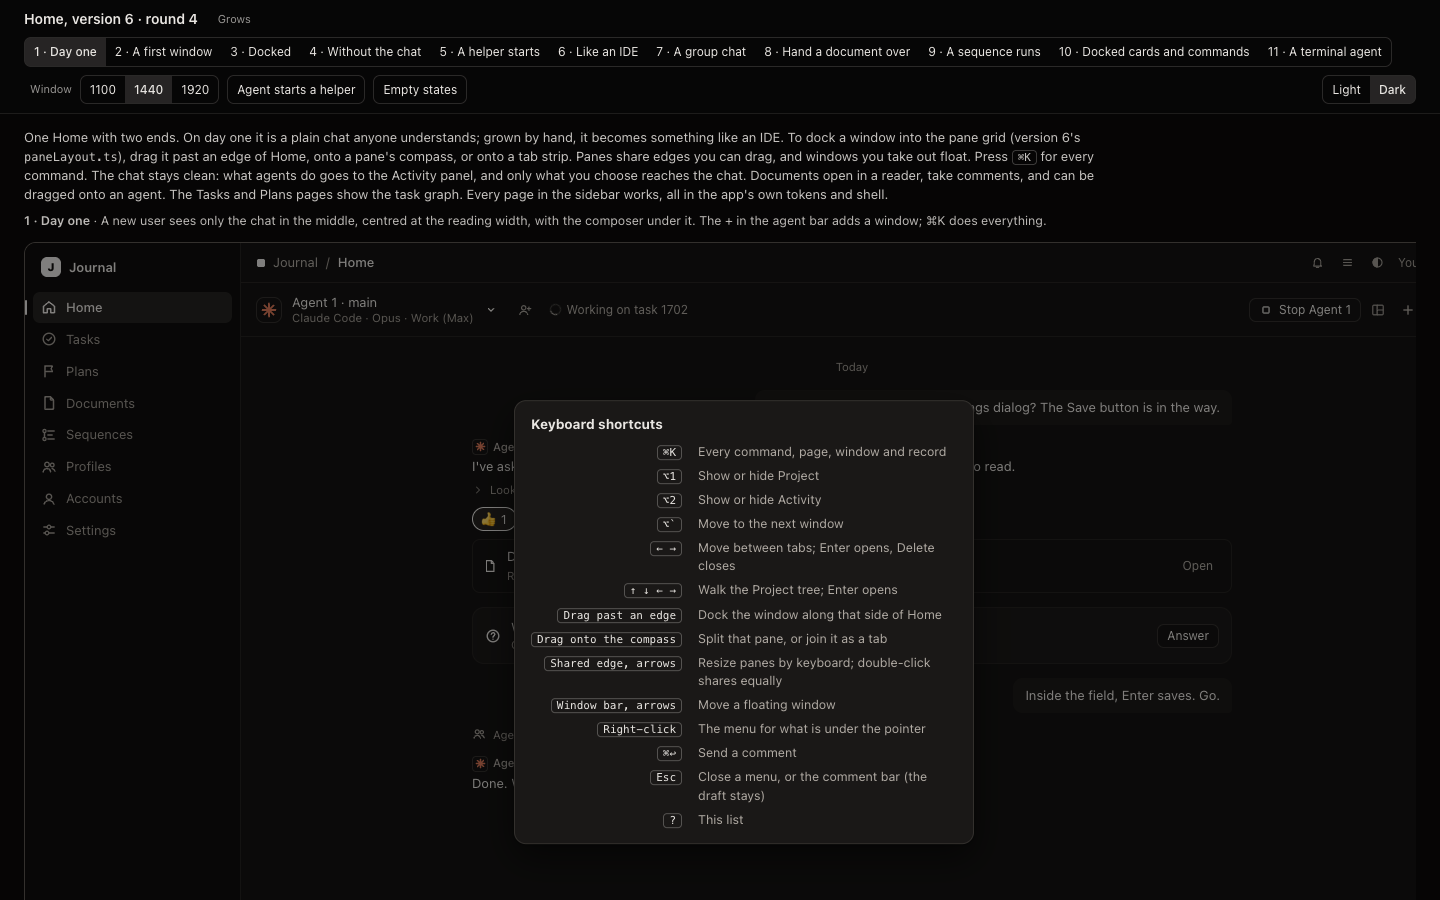 Home, version 6 · round 4 Grows
1 · Day one 2 · A first window 3 · Docked 4 · Without the chat 5 · A helper starts 6 · Like an IDE 7 · A group chat 8 · Hand a document over 9 · A sequence runs 10 · Docked cards and commands 11 · A terminal agent
Window 1100 1440 1920 Agent starts a helper Empty states Light Dark
One Home with two ends. On day one it is a plain chat anyone understands; grown by hand, it becomes something like an IDE. To dock a window into the pane grid (version 6's
paneLayout.ts), drag it past an edge of Home, onto a pane's compass, or onto a tab strip. Panes share edges you can drag, and windows you take out float. Press ⌘K for every
command. The chat stays clean: what agents do goes to the Activity panel, and only what you choose reaches the chat. Documents open in a reader, take comments, and can be
dragged onto an agent. The Tasks and Plans pages show the task graph. Every page in the sidebar works, all in the app's own tokens and shell.
1 · Day one · A new user sees only the chat in the middle, centred at the reading width, with the composer under it. The + in the agent bar adds a window; ⌘K does everything.
J Journal
Home
Tasks
Plans
Documents
Sequences
Profiles
Accounts
Settings
Journal / Home
You
Agent 1 · main
Claude Code · Opus · Work (Max)
Working on task 1702
Stop Agent 1
Today
gs dialog? The Save button is in the way.
Age
I've ask
o read.
Look
👍 1
Open
Answer
Inside the field, Enter saves. Go.
Age
Age
Done.
Keyboard shortcuts
⌘K Every command, page, window and record
⌥1 Show or hide Project
⌥2 Show or hide Activity
⌥` Move to the next window
← → Move between tabs; Enter opens, Delete
closes
↑ ↓ ← → Walk the Project tree; Enter opens
Drag past an edge Dock the window along that side of Home
Drag onto the compass Split that pane, or join it as a tab
Shared edge, arrows Resize panes by keyboard; double-click
shares equally
Window bar, arrows Move a floating window
Right-click The menu for what is under the pointer
⌘↩ Send a comment
Esc Close a menu, or the comment bar (the
draft stays)
? This list